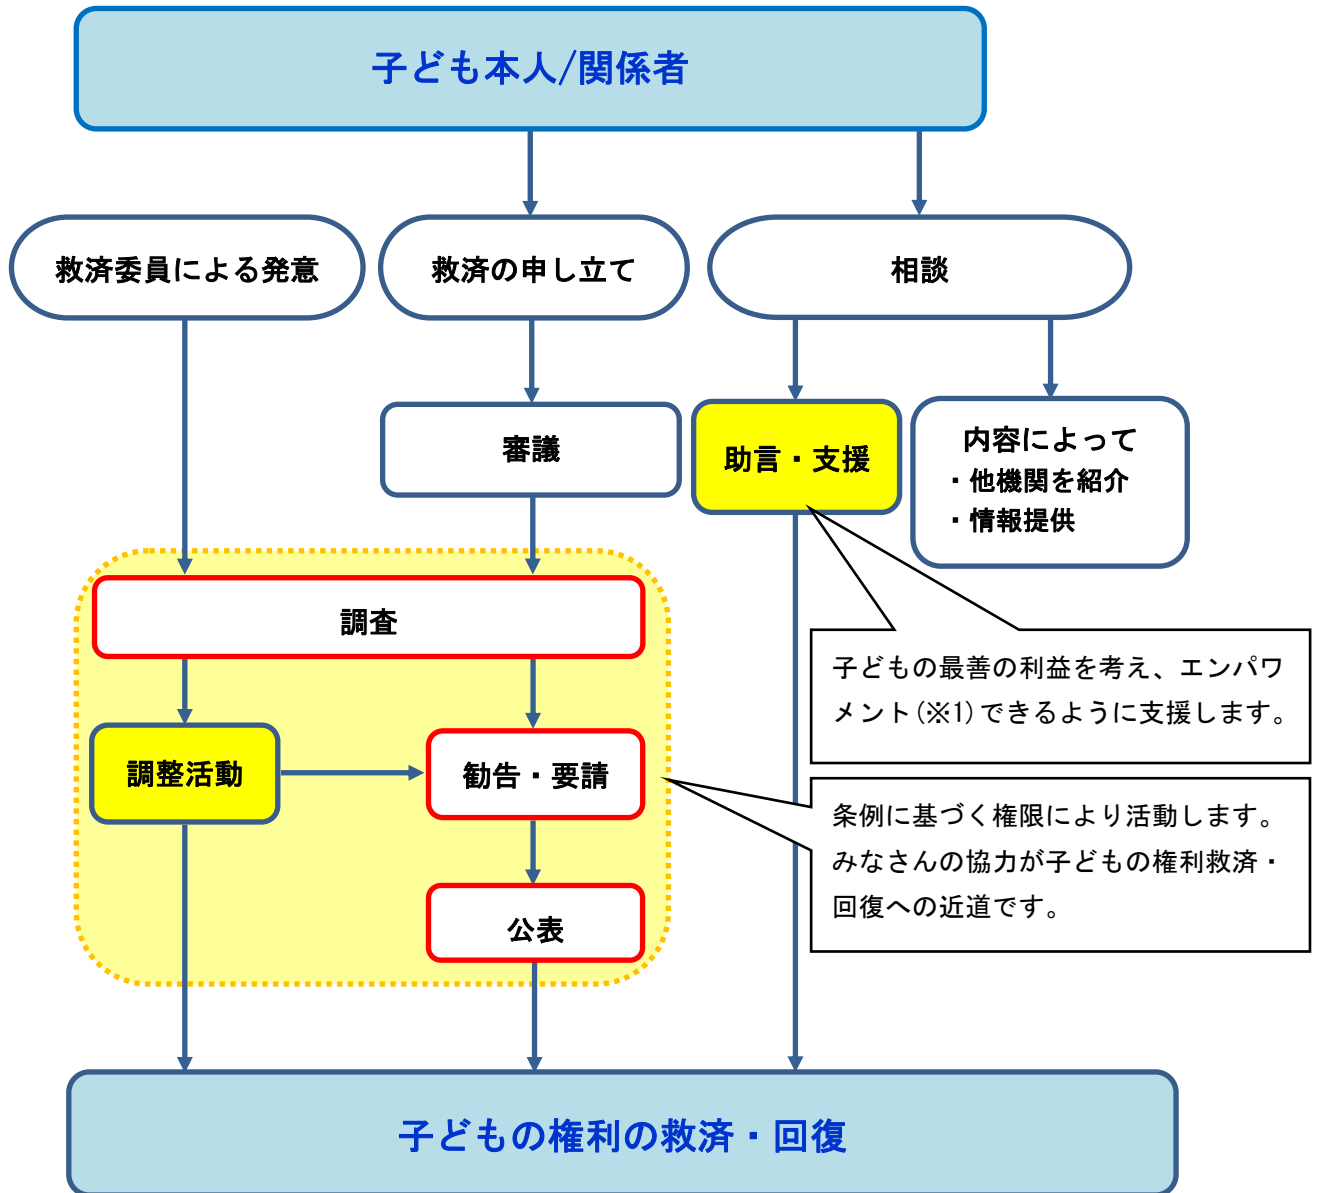 子ども本人/関係者
救済委員による発意
救済の申し立て
相談
審議
助言・支援
内容によって
・他機関を紹介
・情報提供
調査
子どもの最善の利益を考え、エンパワ
メント(※1)できるように支援します。
調整活動
勧告・要請
条例に基づく権限により活動します。
みなさんの協力が子どもの権利救済・
回復への近道です。
公表
子どもの権利の救済・回復